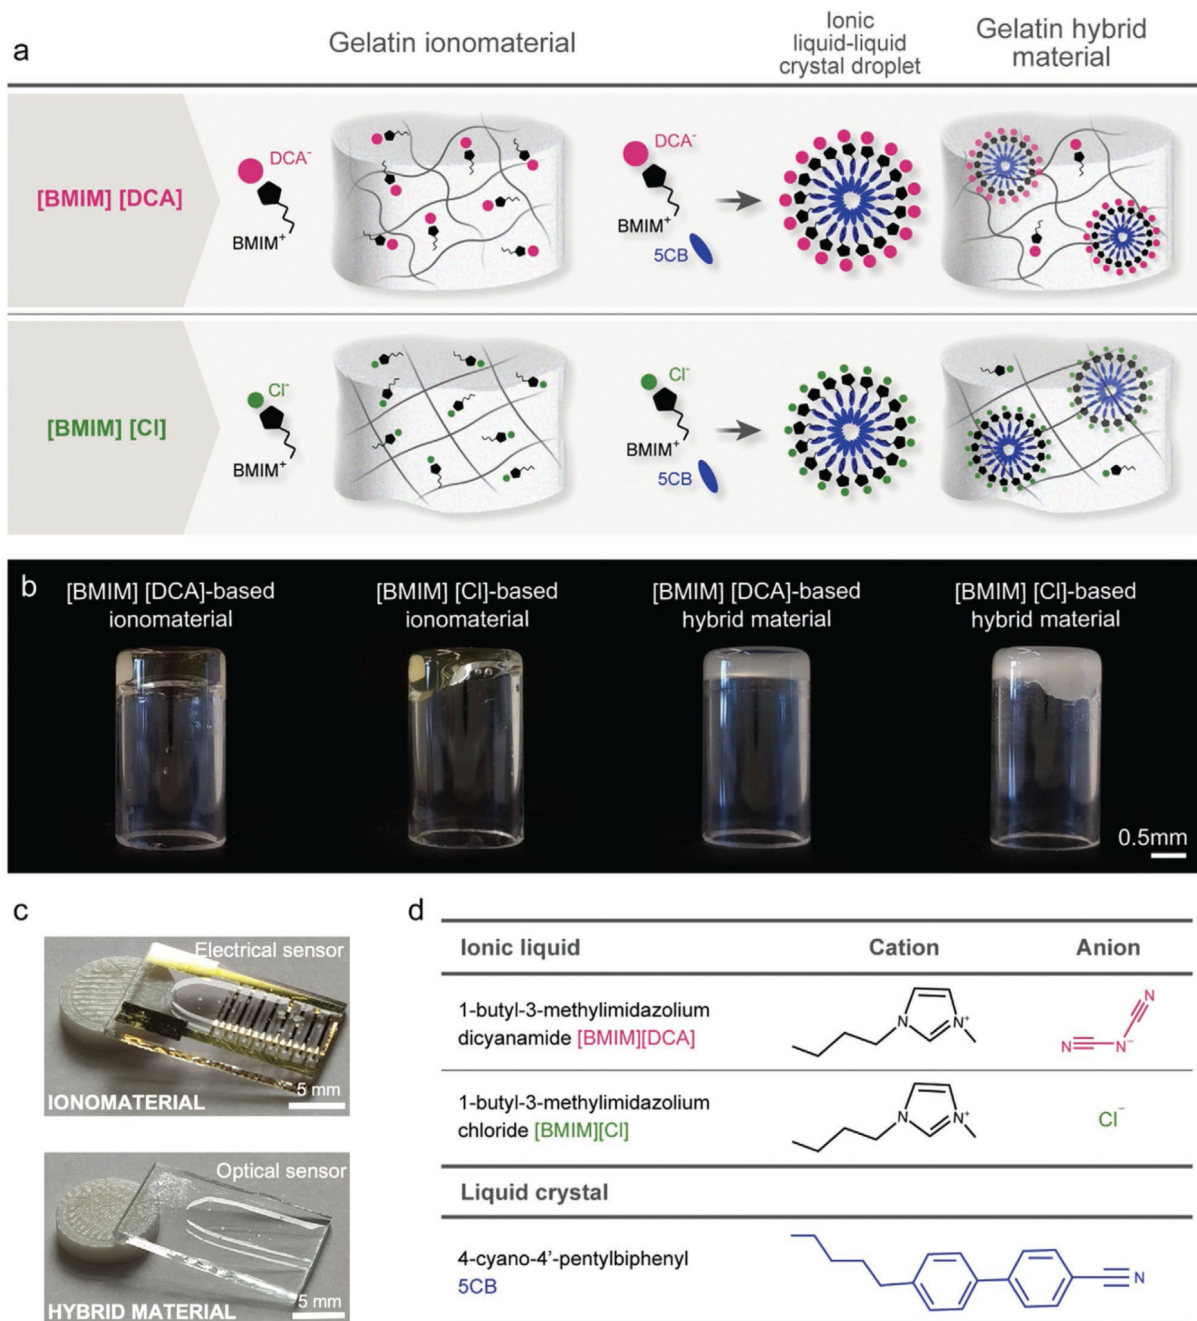 a
Gelatin ionomaterial
Ionic
liquid-liquid
crystal droplet
Gelatin hybrid
material
[BMIM] [DCA]
DCA⁻
BMIM⁺
DCA⁻
BMIM⁺
5CB
[BMIM] [Cl]
Cl⁻
BMIM⁺
Cl⁻
BMIM⁺
5CB
b
[BMIM] [DCA]-based
ionomaterial
[BMIM] [Cl]-based
ionomaterial
[BMIM] [DCA]-based
hybrid material
[BMIM] [Cl]-based
hybrid material
0.5mm
c
Electrical sensor
IONOMATERIAL
5 mm
Optical sensor
HYBRID MATERIAL
5 mm
d
Ionic liquid Cation Anion
1-butyl-3-methylimidazolium
dicyanamide [BMIM][DCA]
N
N⁺
N
N
N⁻
1-butyl-3-methylimidazolium
chloride [BMIM][Cl]
N
N⁺
Cl⁻
Liquid crystal
4-cyano-4'-pentylbiphenyl
5CB
N